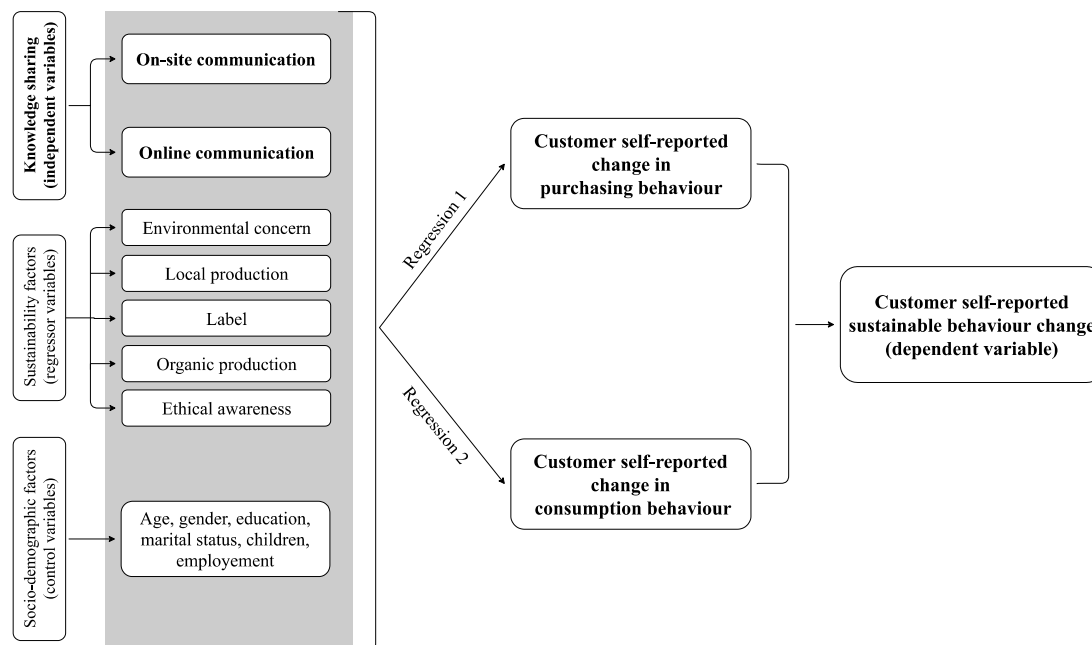 Knowledge sharing
(independent variables)
On-site communication
Online communication
Sustainability factors
(regressor variables)
Environmental concern
Local production
Label
Organic production
Ethical awareness
Socio-demographic factors
(control variables)
Age, gender, education,
marital status, children,
employement
Regression 1
Regression 2
Customer self-reported
change in
purchasing behaviour
Customer self-reported
change in
consumption behaviour
Customer self-reported
sustainable behaviour change
(dependent variable)